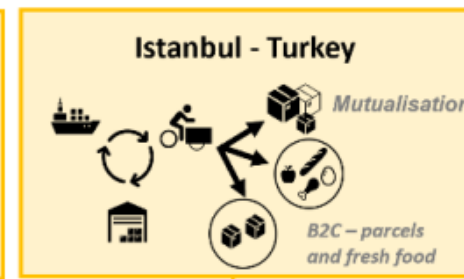 Istanbul - Turkey
Mutualisation
B2C – parcels
and fresh food